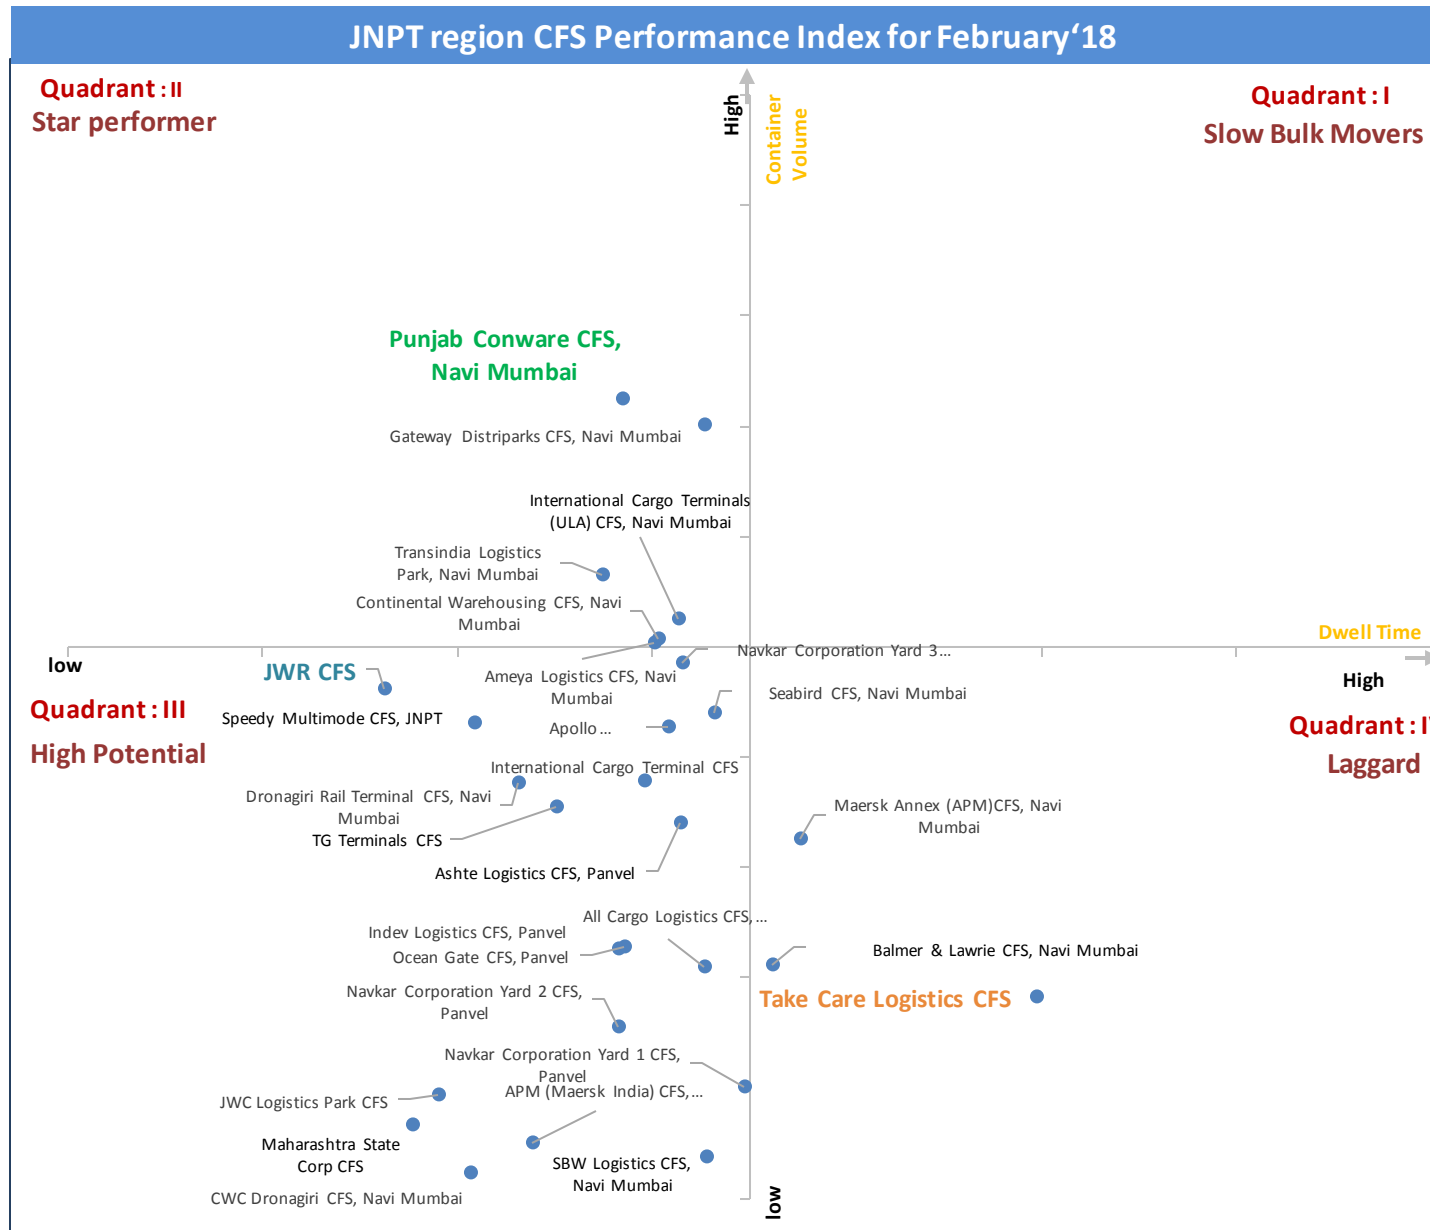 JNPT region CFS Performance Index for February‘18
Quadrant : II
Star performer
High
Container
Volume
Quadrant : I
Slow Bulk Movers
Punjab Conware CFS,
Navi Mumbai
Gateway Distriparks CFS, Navi Mumbai
International Cargo Terminals
(ULA) CFS, Navi Mumbai
Transindia Logistics
Park, Navi Mumbai
Continental Warehousing CFS, Navi
Mumbai
Dwell Time
low
High
JWR CFS
Ameya Logistics CFS, Navi
Mumbai
Navkar Corporation Yard 3...
Seabird CFS, Navi Mumbai
Quadrant : III
High Potential
Speedy Multimode CFS, JNPT
Apollo ...
Quadrant : I
Laggard
International Cargo Terminal CFS
Dronagiri Rail Terminal CFS, Navi
Mumbai
TG Terminals CFS
Maersk Annex (APM)CFS, Navi
Mumbai
Ashte Logistics CFS, Panvel
All Cargo Logistics CFS, ...
Indev Logistics CFS, Panvel
Ocean Gate CFS, Panvel
Balmer & Lawrie CFS, Navi Mumbai
Navkar Corporation Yard 2 CFS,
Panvel
Take Care Logistics CFS
Navkar Corporation Yard 1 CFS,
Panvel
APM (Maersk India) CFS, ...
JWC Logistics Park CFS
Maharashtra State
Corp CFS
SBW Logistics CFS,
Navi Mumbai
CWC Dronagiri CFS, Navi Mumbai
low